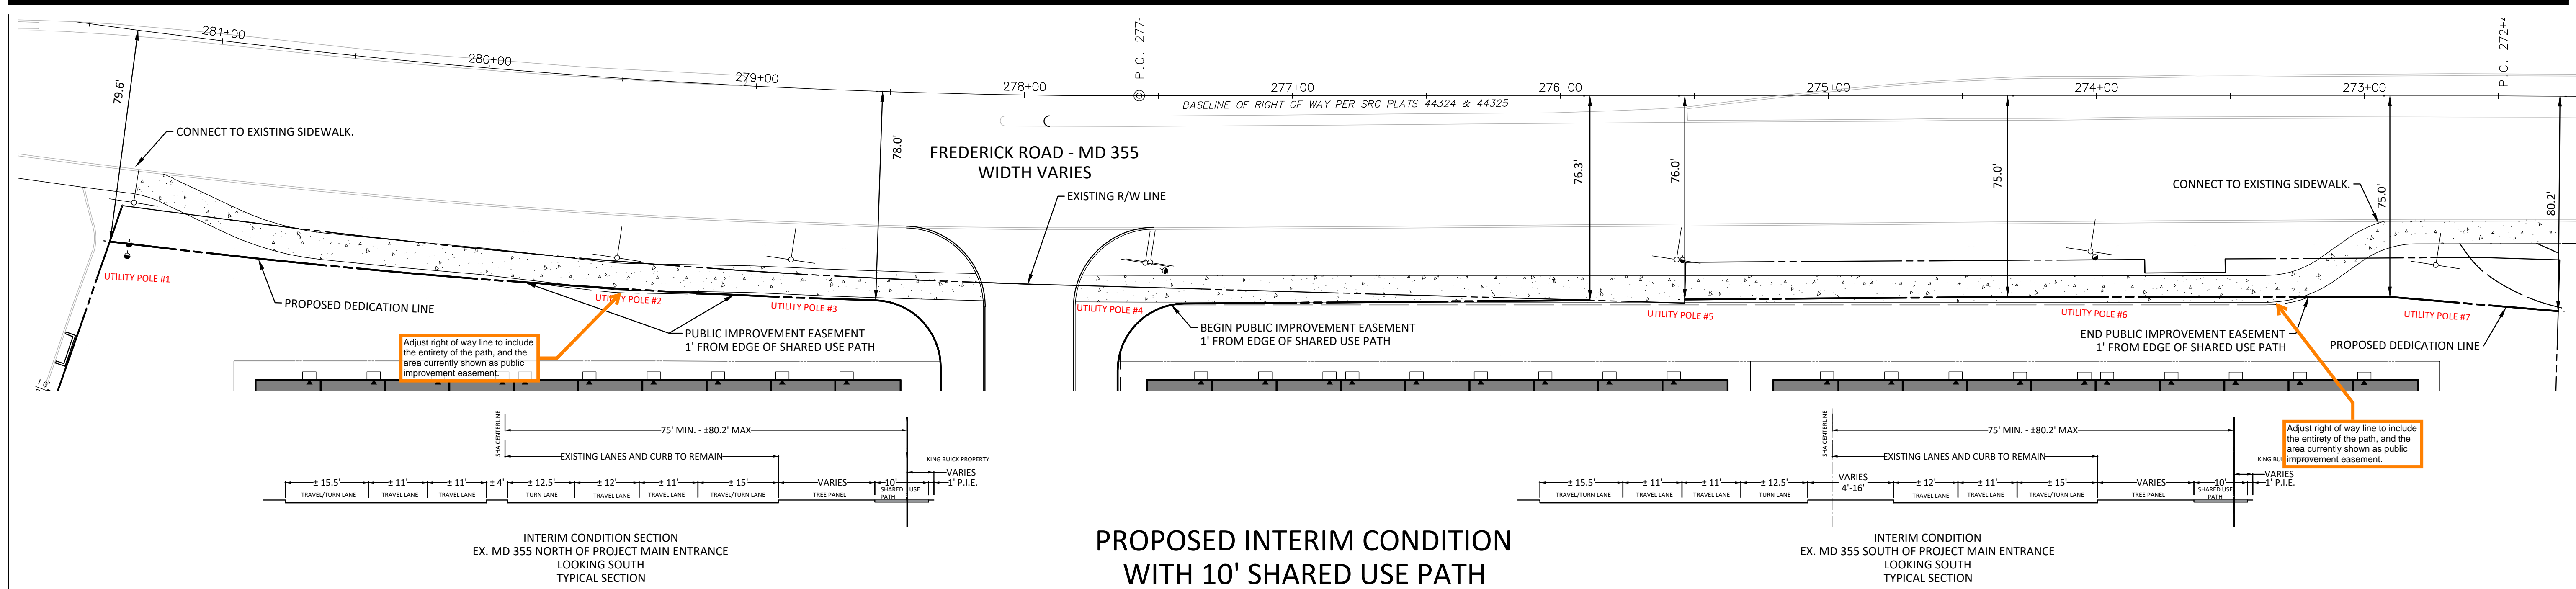 281+00
280+00
279+00
278+00
P.C. 277+
277+00
276+00
275+00
274+00
273+00
P.C. 272+4
BASELINE OF RIGHT OF WAY PER SRC PLATS 44324 & 44325
79.6'
78.0'
76.3'
76.0'
75.0'
75.0'
80.2'
CONNECT TO EXISTING SIDEWALK.
FREDERICK ROAD - MD 355
WIDTH VARIES
EXISTING R/W LINE
CONNECT TO EXISTING SIDEWALK.
UTILITY POLE #1
UTILITY POLE #2
UTILITY POLE #3
UTILITY POLE #4
UTILITY POLE #5
UTILITY POLE #6
UTILITY POLE #7
PROPOSED DEDICATION LINE
PUBLIC IMPROVEMENT EASEMENT
1' FROM EDGE OF SHARED USE PATH
BEGIN PUBLIC IMPROVEMENT EASEMENT
1' FROM EDGE OF SHARED USE PATH
END PUBLIC IMPROVEMENT EASEMENT
1' FROM EDGE OF SHARED USE PATH
PROPOSED DEDICATION LINE
Adjust right of way line to include
the entirety of the path, and the
area currently shown as public
improvement easement.
SHA CENTERLINE
75' MIN. - ±80.2' MAX
EXISTING LANES AND CURB TO REMAIN
KING BUICK PROPERTY
± 15.5'
± 11'
± 11'
± 4'
± 12.5'
± 12'
± 11'
± 15'
VARIES
10'
VARIES
1' P.I.E.
TRAVEL/TURN LANE
TRAVEL LANE
TRAVEL LANE
TURN LANE
TRAVEL LANE
TRAVEL LANE
TRAVEL/TURN LANE
TREE PANEL
SHARED USE
PATH
INTERIM CONDITION SECTION
EX. MD 355 NORTH OF PROJECT MAIN ENTRANCE
LOOKING SOUTH
TYPICAL SECTION
PROPOSED INTERIM CONDITION
WITH 10' SHARED USE PATH
SHA CENTERLINE
75' MIN. - ±80.2' MAX
EXISTING LANES AND CURB TO REMAIN
Adjust right of way line to include
the entirety of the path, and the
area currently shown as public
improvement easement.
KING BUI
± 15.5'
± 11'
± 11'
± 12.5'
VARIES
4'-16'
± 12'
± 11'
± 15'
VARIES
10'
VARIES
1' P.I.E.
TRAVEL/TURN LANE
TRAVEL LANE
TRAVEL LANE
TURN LANE
TRAVEL LANE
TRAVEL LANE
TRAVEL/TURN LANE
TREE PANEL
SHARED USE
PATH
INTERIM CONDITION
EX. MD 355 SOUTH OF PROJECT MAIN ENTRANCE
LOOKING SOUTH
TYPICAL SECTION